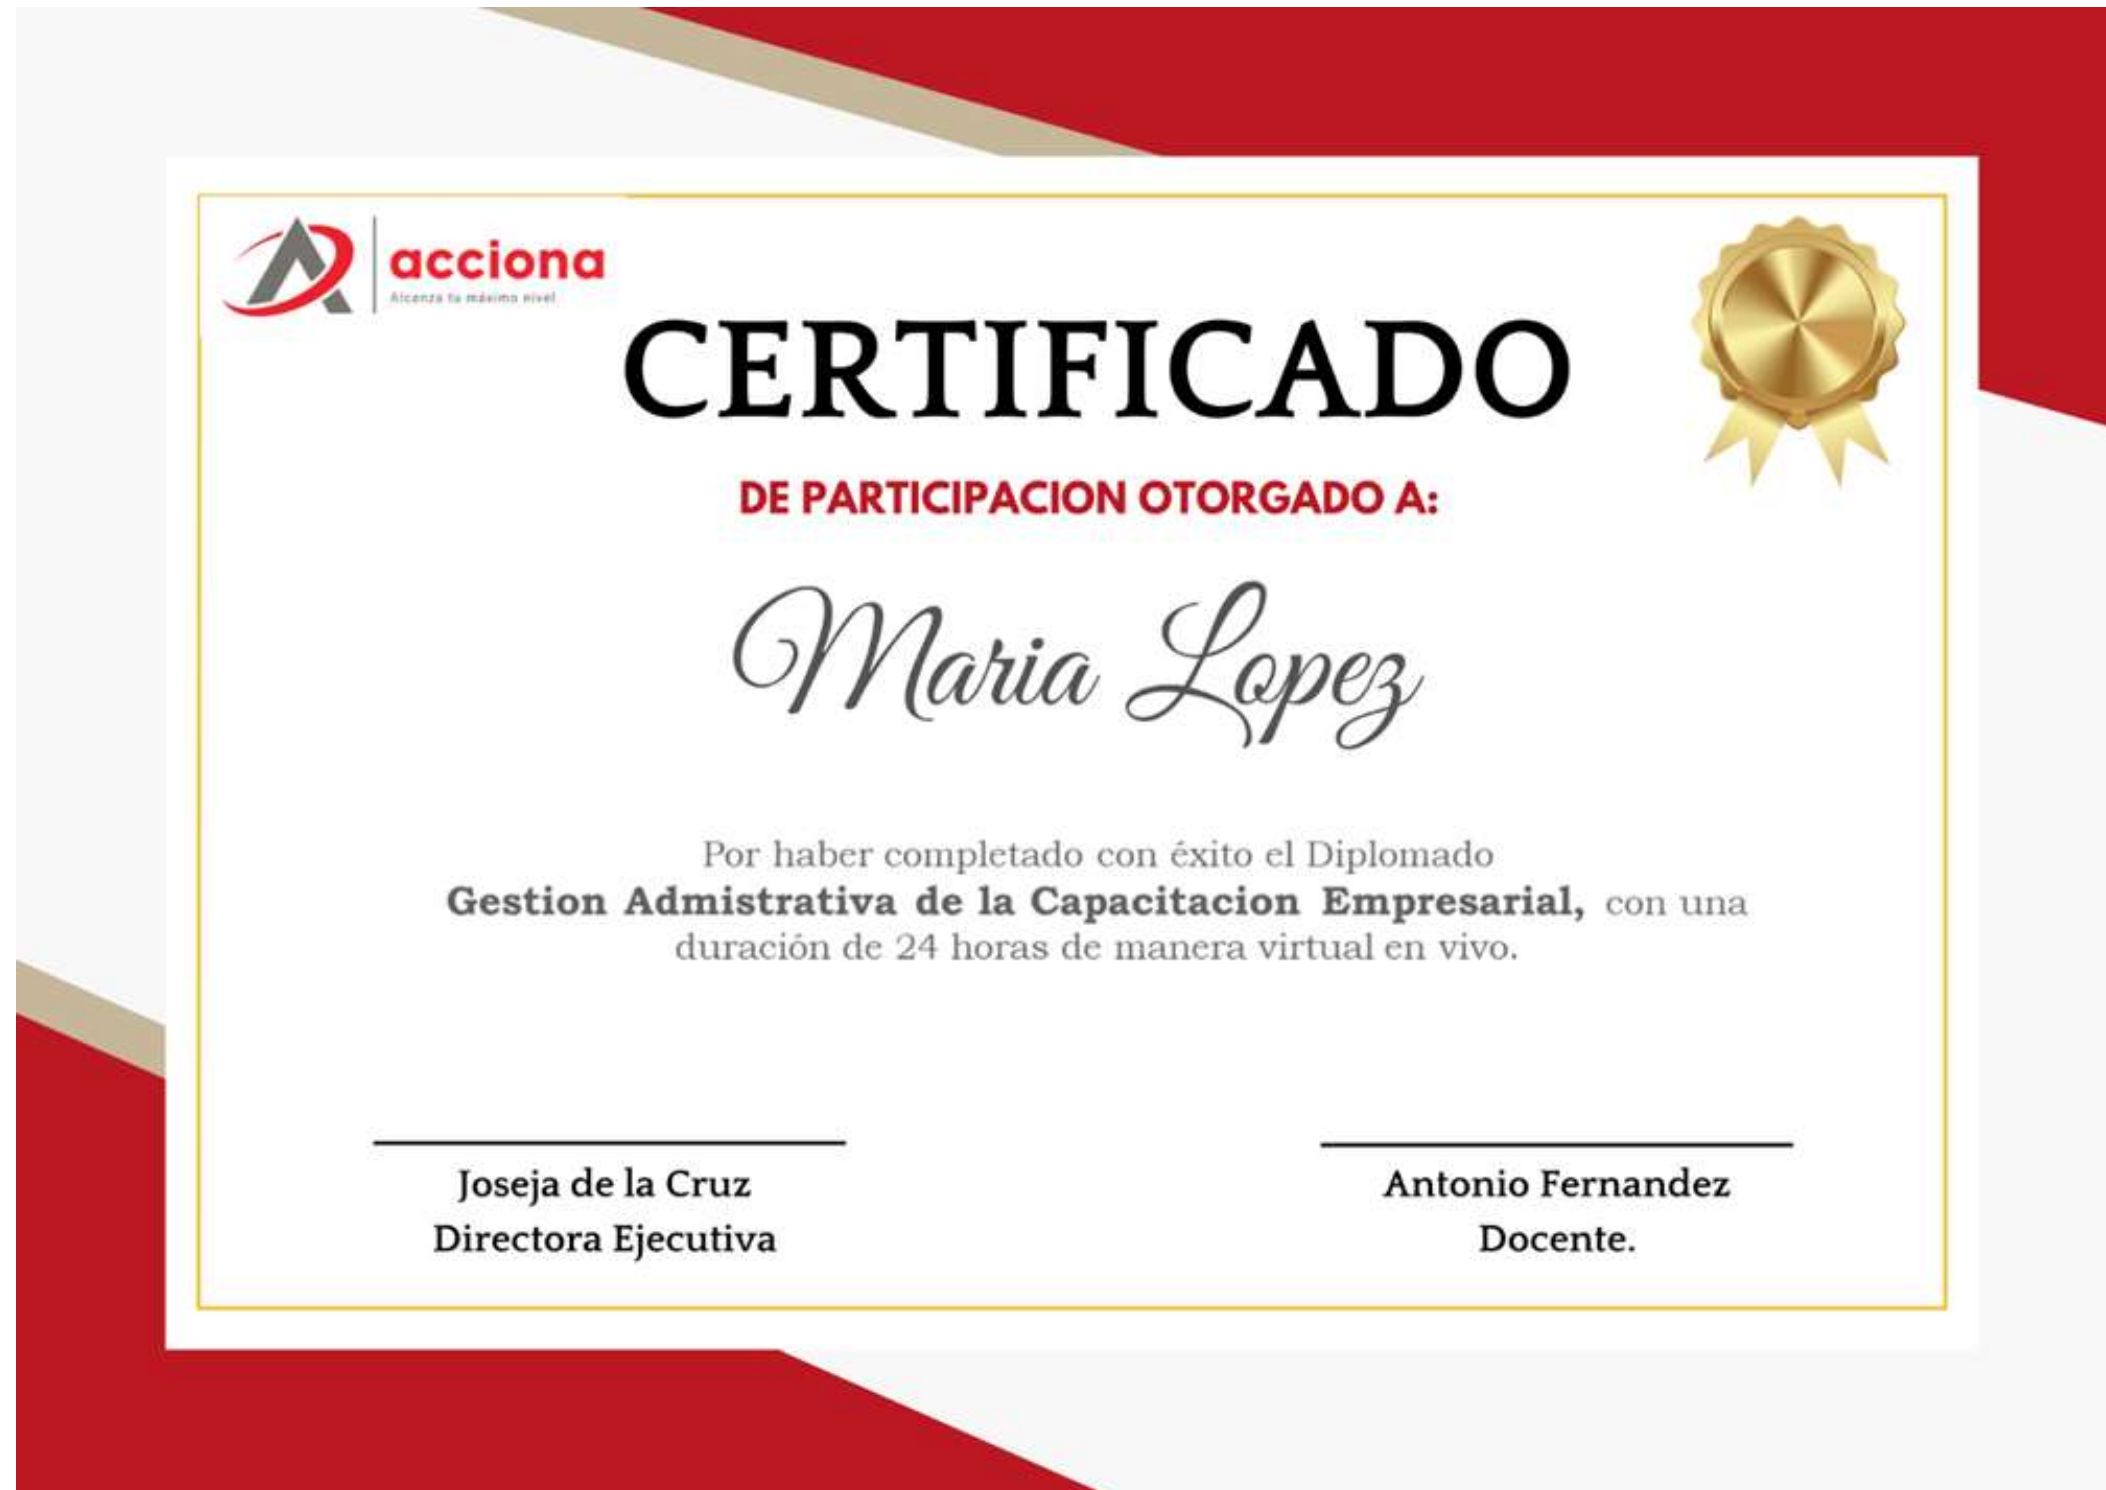 acciona
Alcanza tu máximo nivel
CERTIFICADO
DE PARTICIPACION OTORGADO A:
Maria Lopez
Por haber completado con éxito el Diplomado
Gestion Admistrativa de la Capacitacion Empresarial, con una
duración de 24 horas de manera virtual en vivo.
Joseja de la Cruz
Directora Ejecutiva
Antonio Fernandez
Docente.